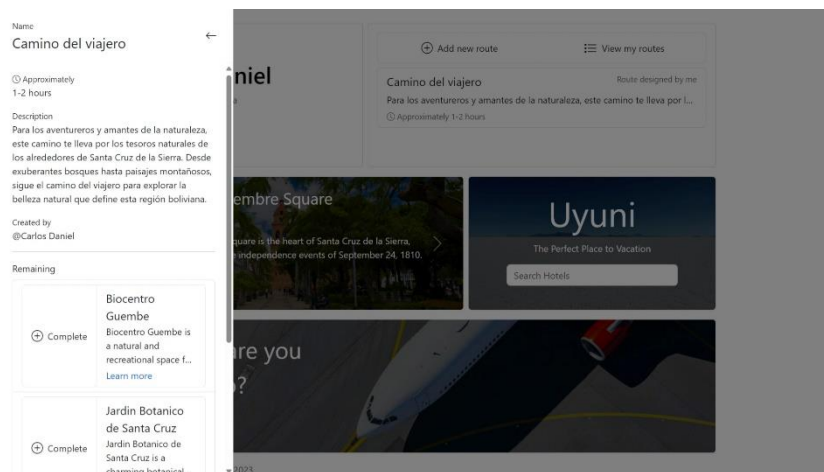 Name
Camino del viajero
Approximately
1-2 hours
Description
Para los aventureros y amantes de la naturaleza,
este camino te lleva por los tesoros naturales de
los alrededores de Santa Cruz de la Sierra. Desde
exuberantes bosques hasta paisajes montañosos,
sigue el camino del viajero para explorar la
belleza natural que define esta región boliviana.
Created by
@Carlos Daniel
Remaining
Complete
Biocentro
Guembe
Biocentro Guembe is
a natural and
recreational space f...
Learn more
Complete
Jardin Botanico
de Santa Cruz
Jardin Botanico de
Santa Cruz is a
charming botanical
niel
Add new route
View my routes
Camino del viajero
Route designed by me
Para los aventureros y amantes de la naturaleza, este camino te lleva por l...
Approximately 1-2 hours
embre Square
quare is the heart of Santa Cruz de la Sierra,
independence events of September 24, 1810.
Uyuni
The Perfect Place to Vacation
Search Hotels
re you
?
2023